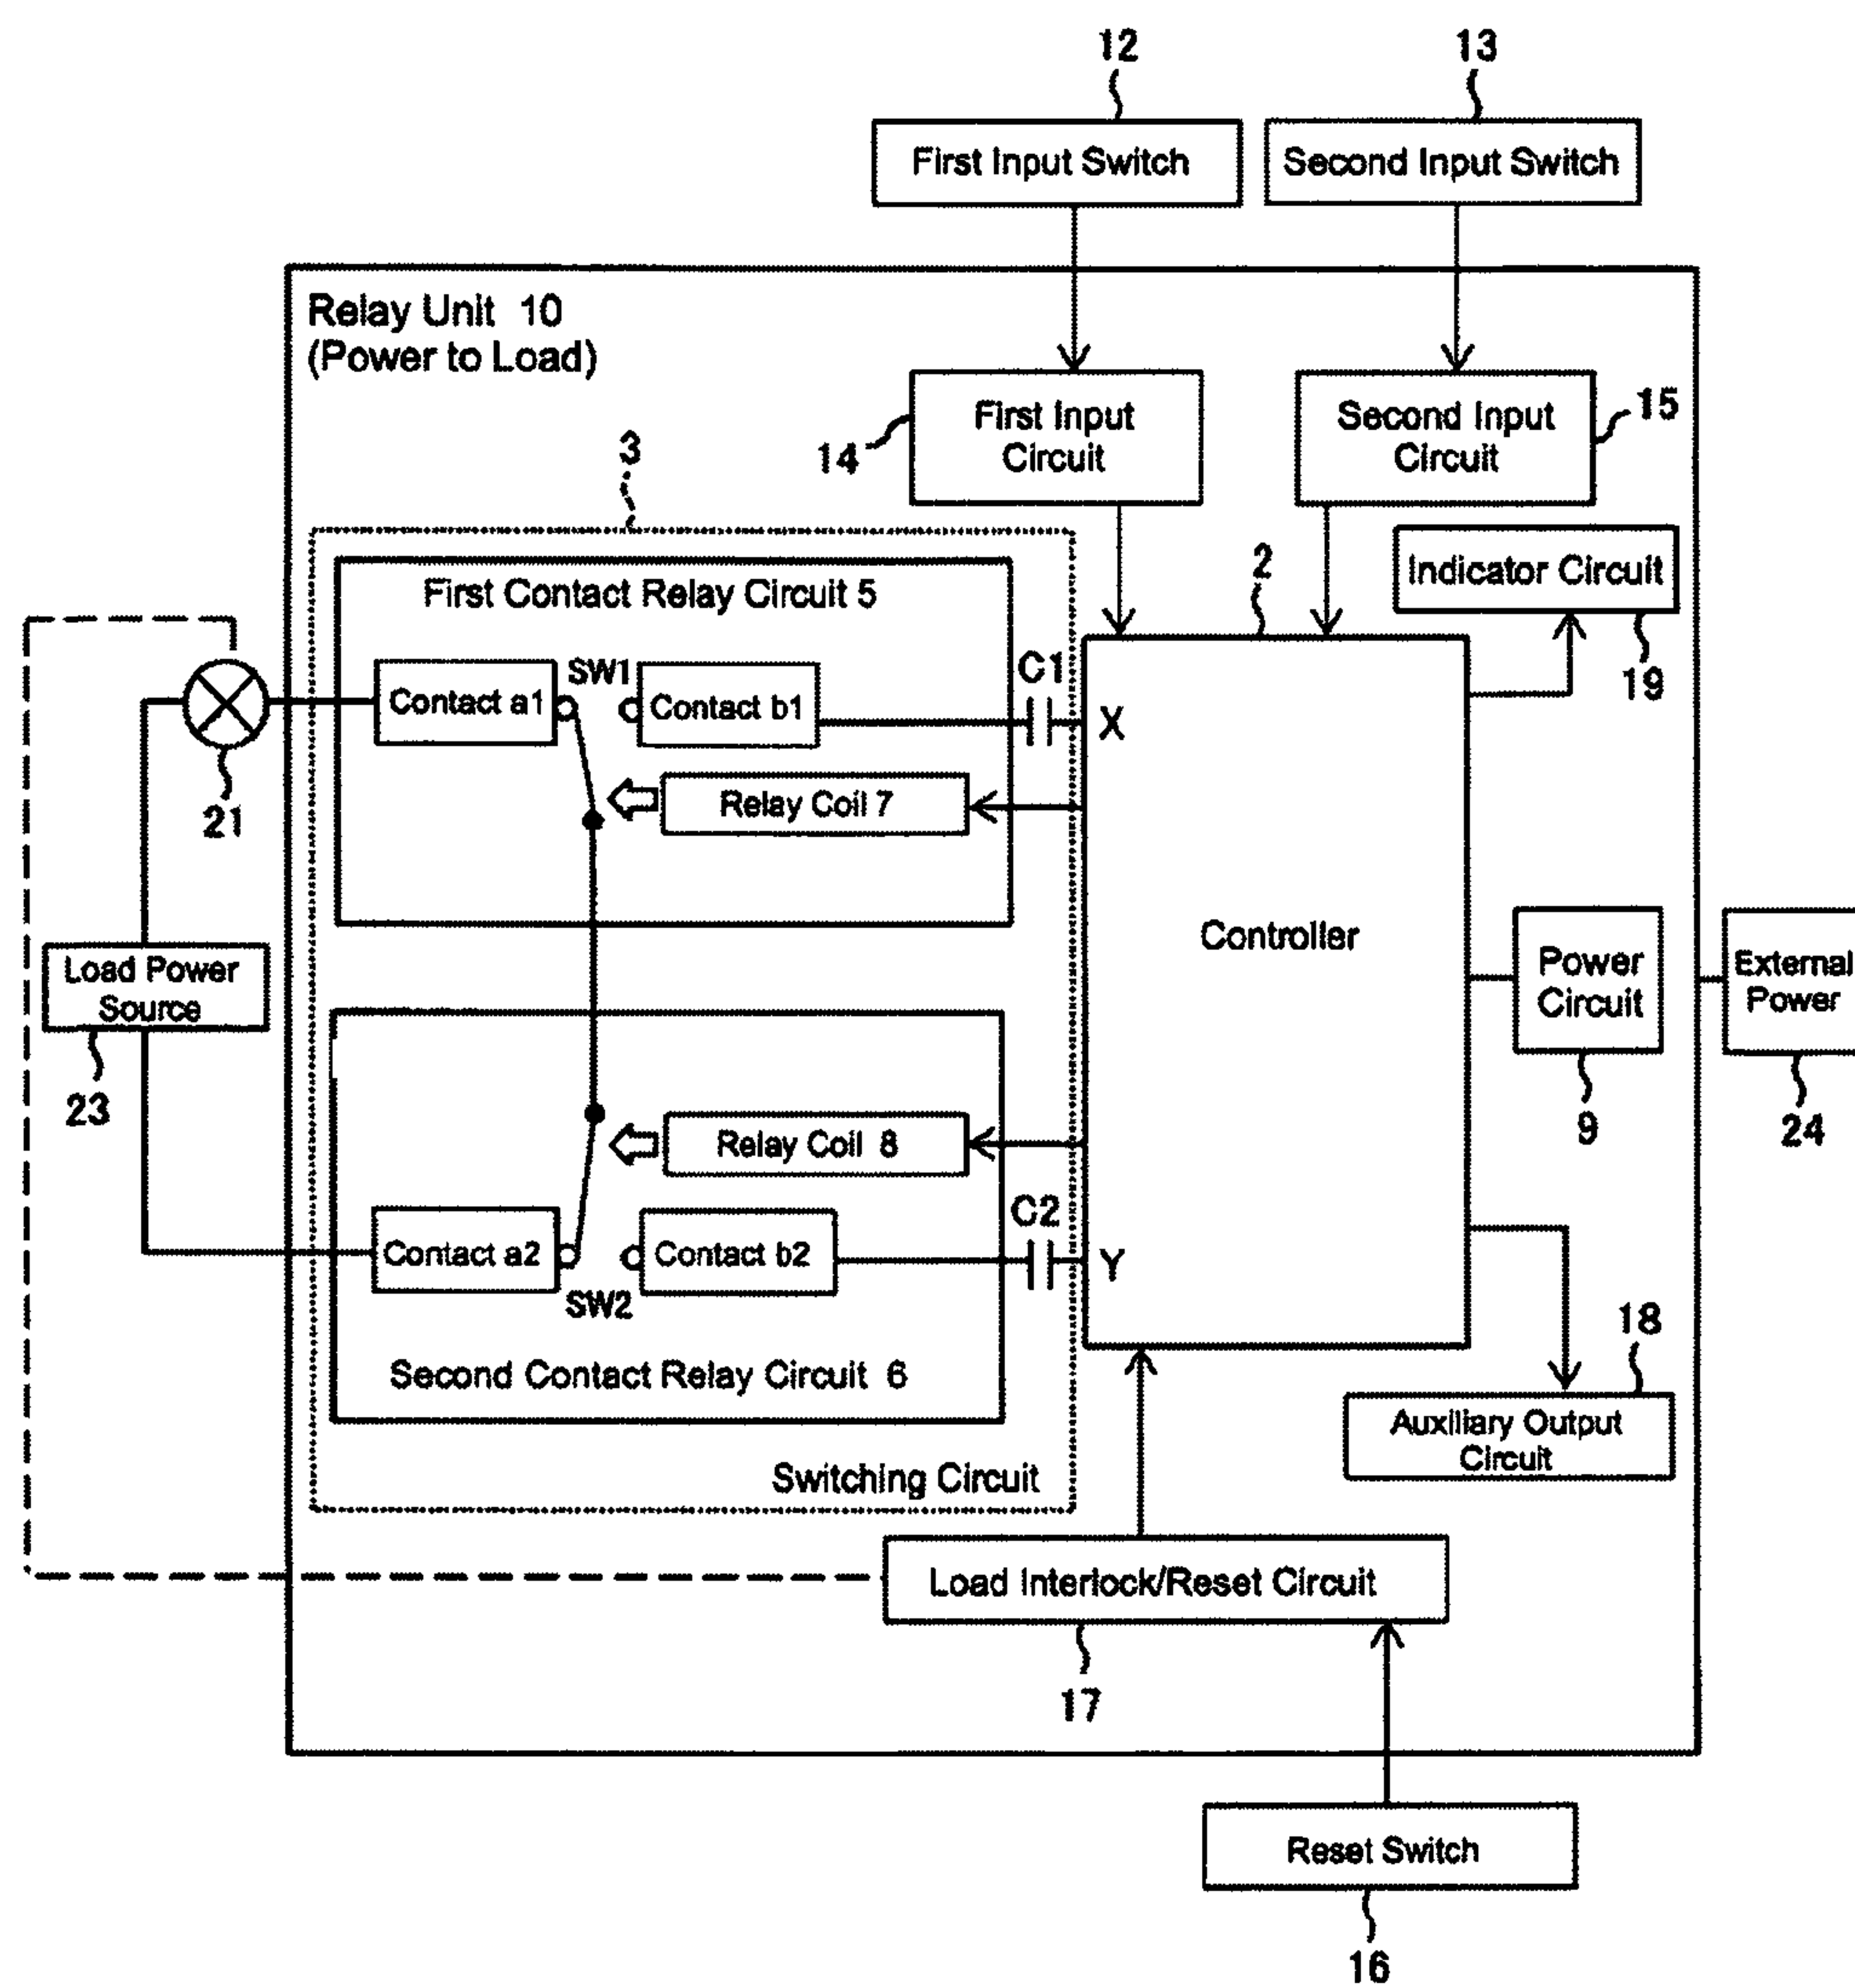 12
13
First Input Switch
Second Input Switch
Relay Unit 10
(Power to Load)
First Input
Circuit
14
Second Input
Circuit
15
3
2
Indicator Circuit
19
First Contact Relay Circuit 5
Contact a1
SW1
Contact b1
C1
X
Relay Coil 7
21
Controller
Load Power
Source
23
Power
Circuit
9
External
Power
24
Relay Coil 8
C2
Contact a2
SW2
Contact b2
Y
Second Contact Relay Circuit 6
Switching Circuit
18
Auxiliary Output
Circuit
Load Interlock/Reset Circuit
17
Reset Switch
16